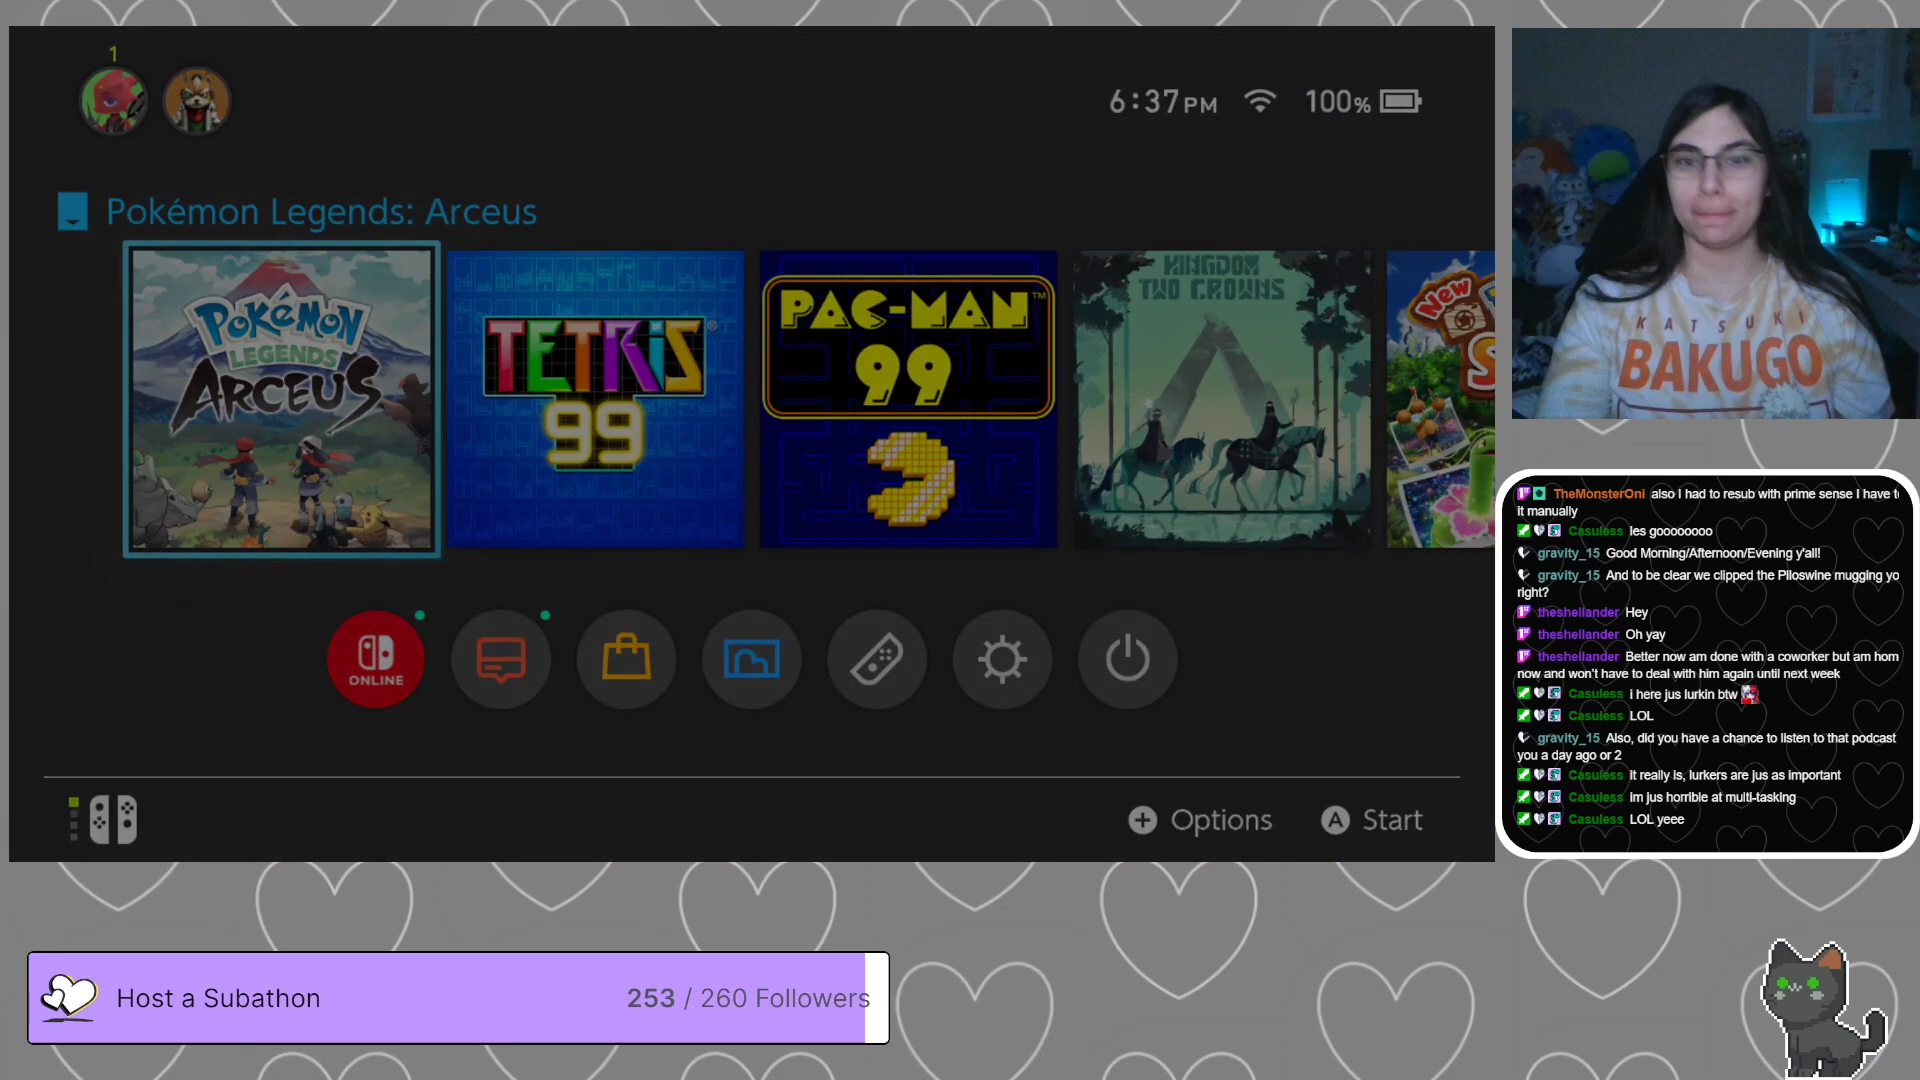 1
6:37PM
100%
Pokémon Legends: Arceus
POKéMON
LEGENDS
ARCEUS
TETRIS®
99
PAC-MAN™
99
KINGDOM
TWO CROWNS
New
ONLINE
Options
A Start
KATSUKI
BAKUGO
TheMonsterOni also I had to resub with prime sense I have to
it manually
Casuless les goooooooo
gravity_15 Good Morning/Afternoon/Evening y'all!
gravity_15 And to be clear we clipped the Piloswine mugging yo
right?
theshellander Hey
theshellander Oh yay
theshellander Better now am done with a coworker but am hom
now and won't have to deal with him again until next week
Casuless i here jus lurkin btw
Casuless LOL
gravity_15 Also, did you have a chance to listen to that podcast
you a day ago or 2
Casuless it really is, lurkers are jus as important
Casuless im jus horrible at multi-tasking
Casuless LOL yeee
Host a Subathon
253 / 260 Followers